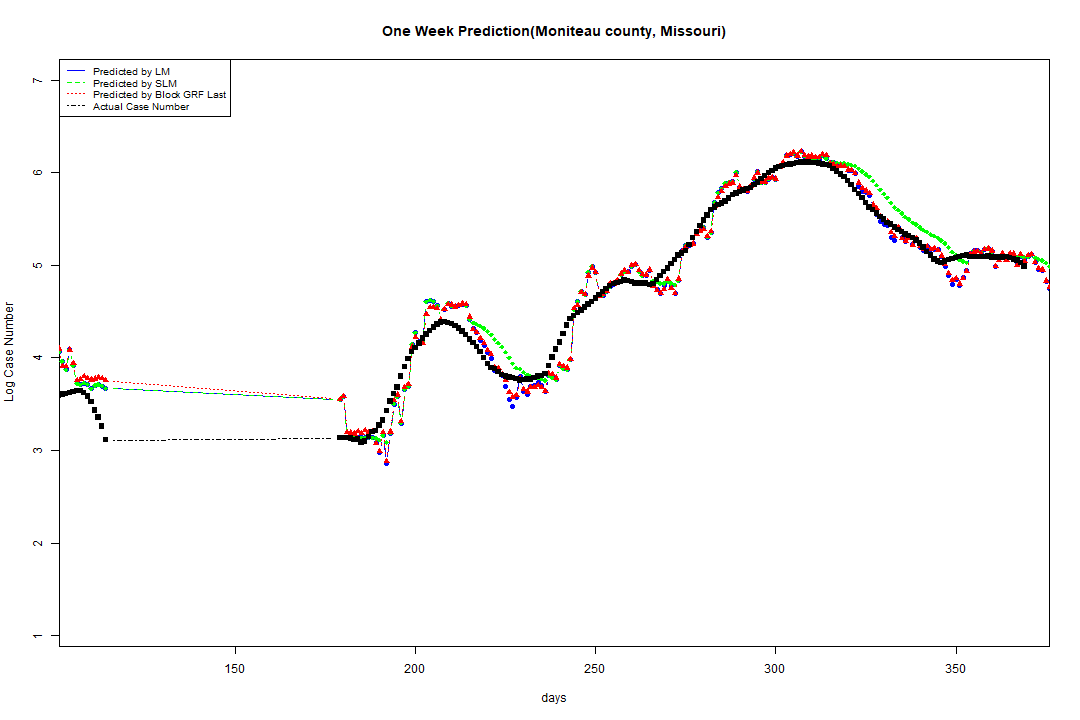 One Week Prediction(Moniteau county, Missouri)
Predicted by LM
Predicted by SLM
Predicted by Block GRF Last
Actual Case Number
7
6
5
4
3
2
1
Log Case Number
150 200 250 300 350
days